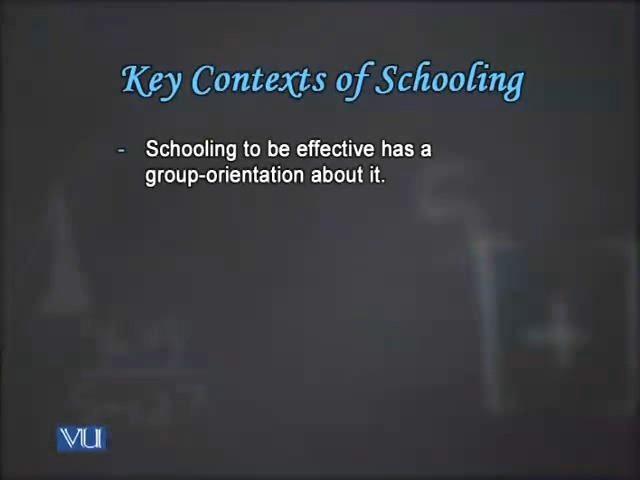 Key Contexts of Schooling
- Schooling to be effective has a
group-orientation about it.
VU